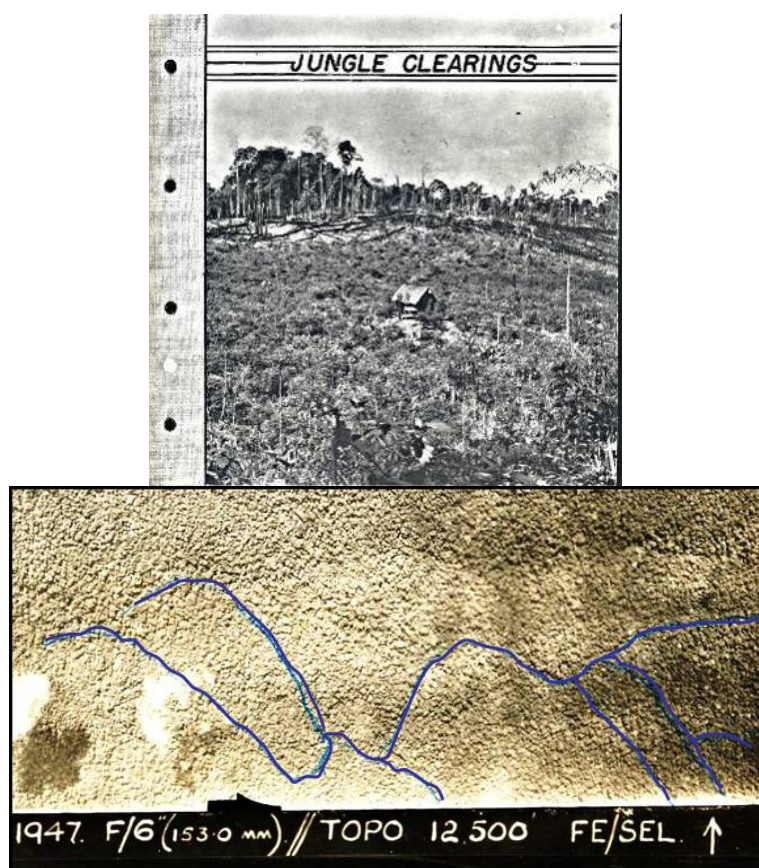 JUNGLE CLEARINGS
1947. F/6"(153.0 mm). // TOPO 12,500' FE/SEL. ↑